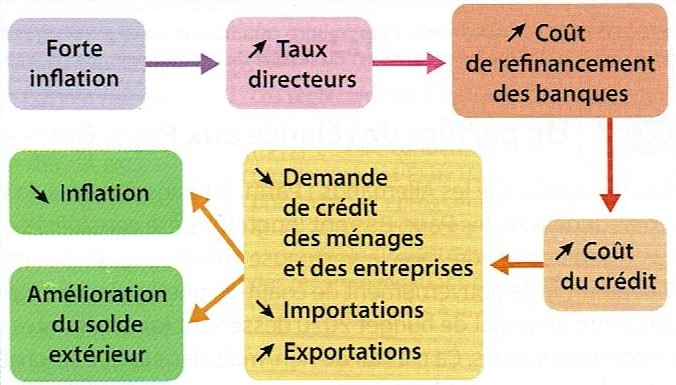 Forte
inflation
↗ Taux
directeurs
↗ Coût
de refinancement
des banques
↗ Coût
du crédit
↘ Demande
de crédit
des ménages
et des entreprises
↘ Importations
↗ Exportations
↘ Inflation
Amélioration
du solde
extérieur